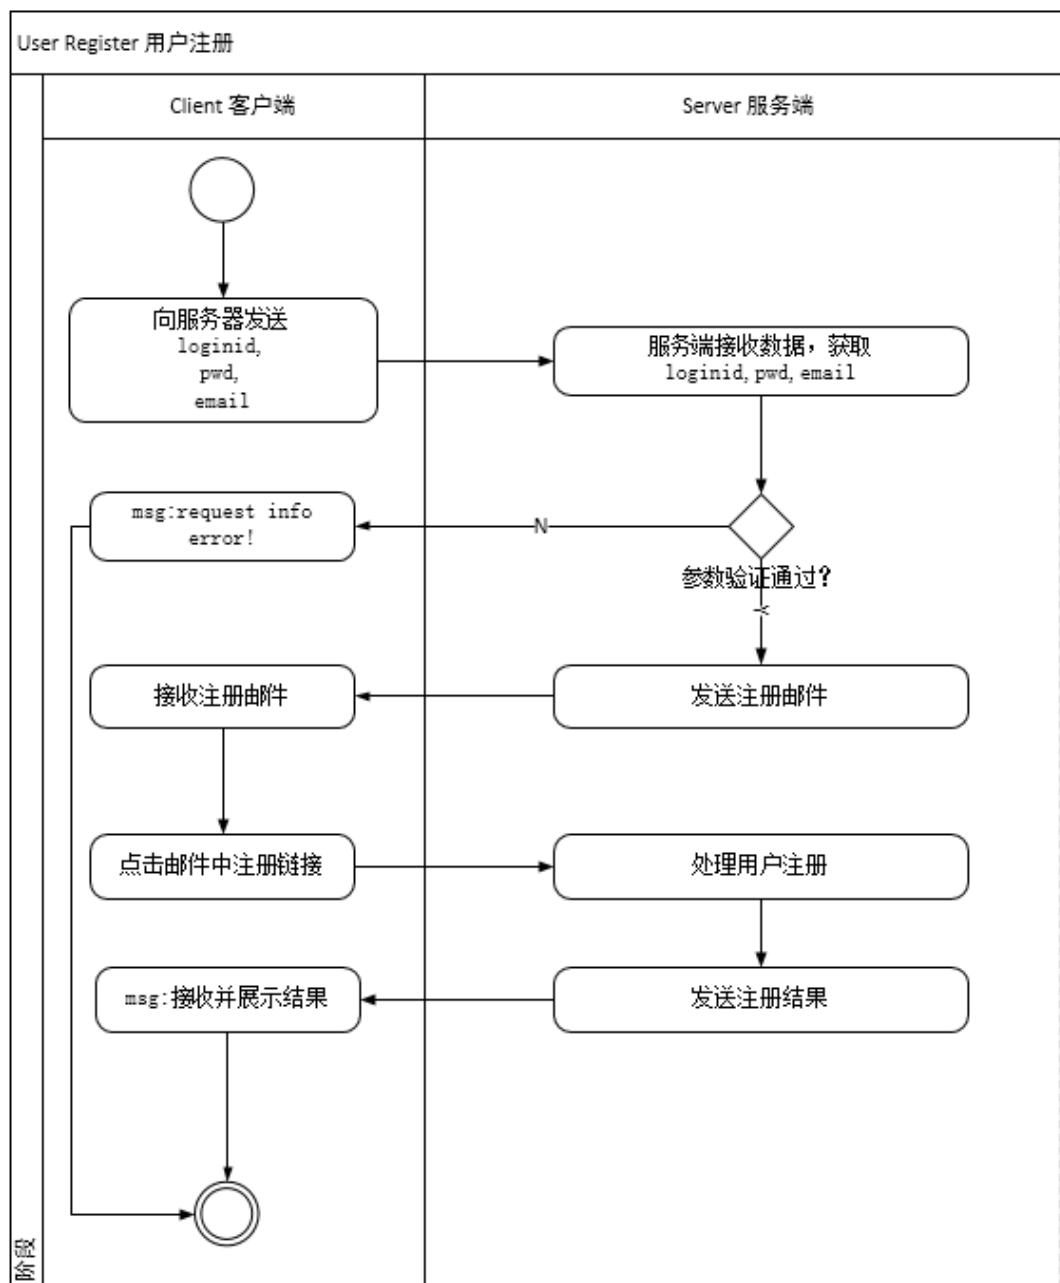 User Register 用户注册
Client 客户端
Server 服务端
向服务器发送
loginid,
pwd,
email
服务端接收数据，获取
loginid, pwd, email
msg:request info
error!
N
参数验证通过？
Y
接收注册邮件
发送注册邮件
点击邮件中注册链接
处理用户注册
msg:接收并展示结果
发送注册结果
阶段